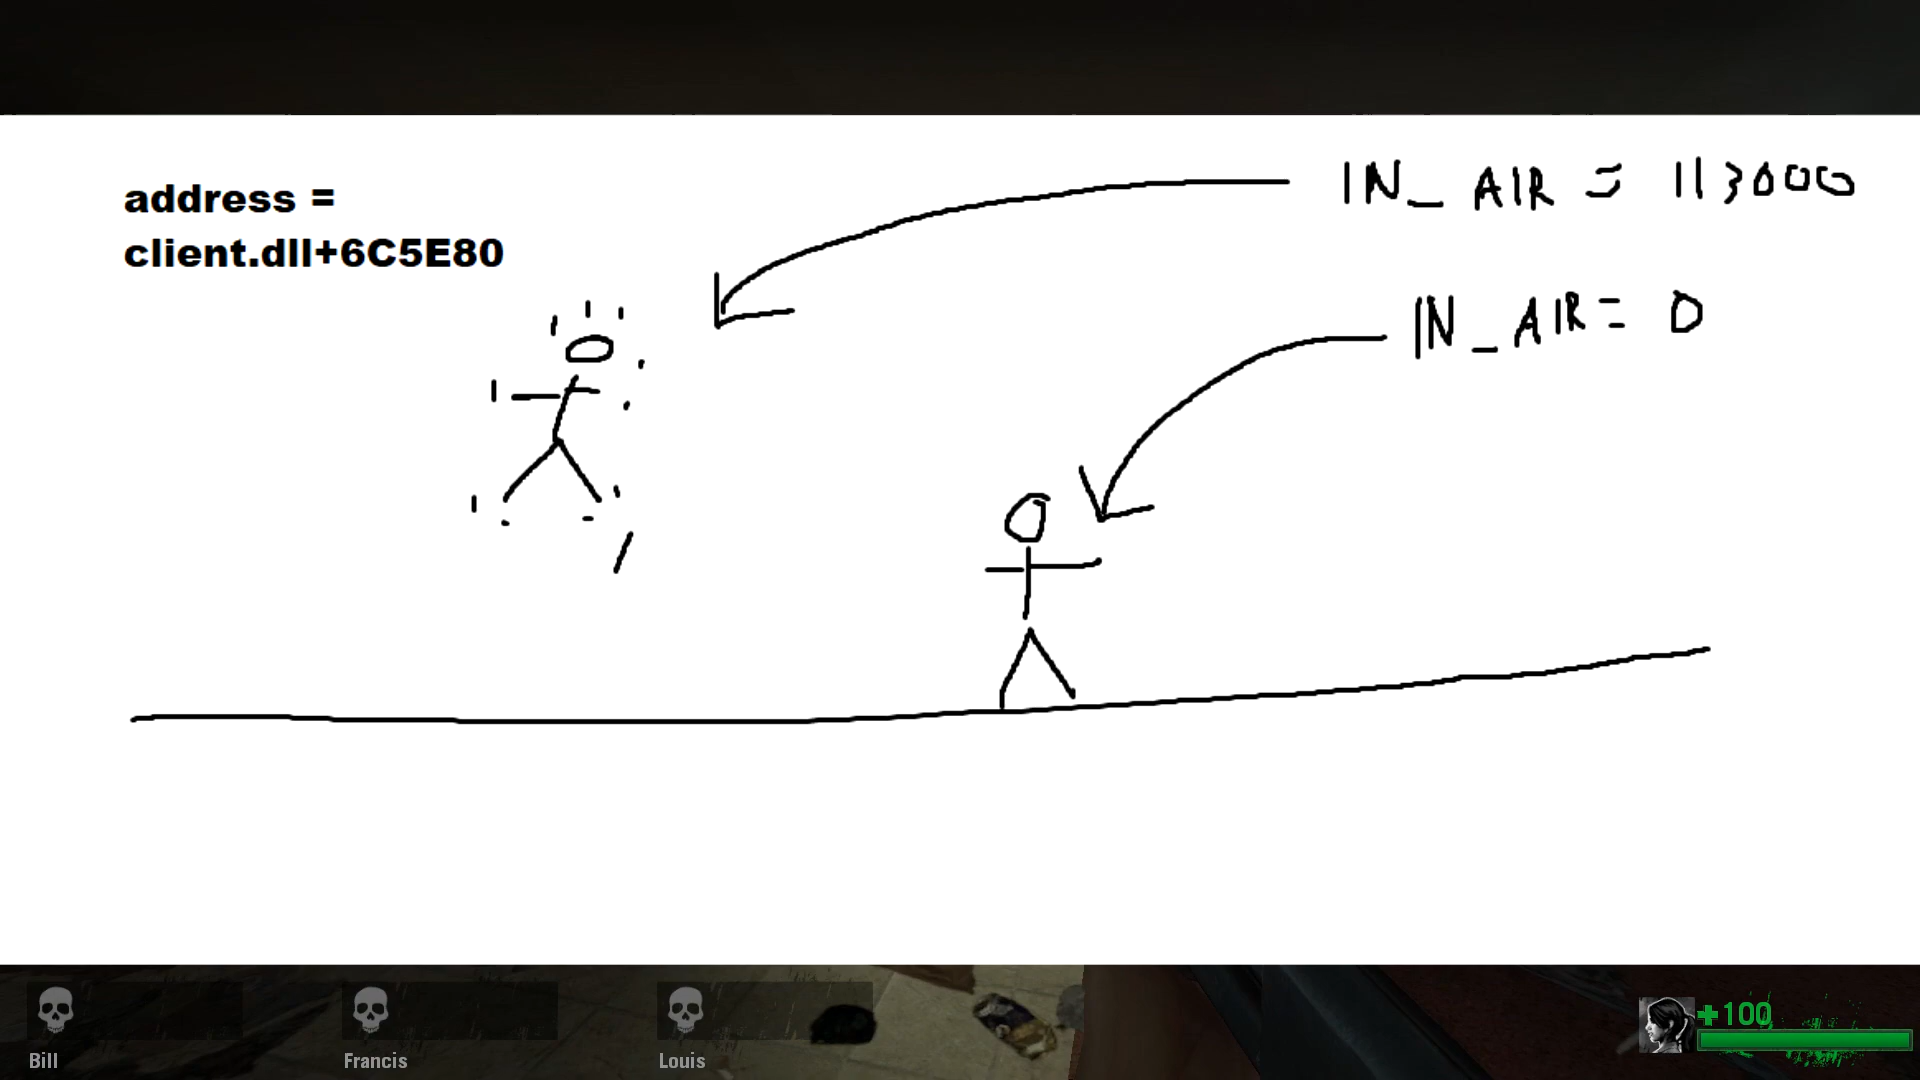 address =
client.dll+6C5E80
IN_AIR = 113000
IN_AIR = 0
Bill
Francis
Louis
+100